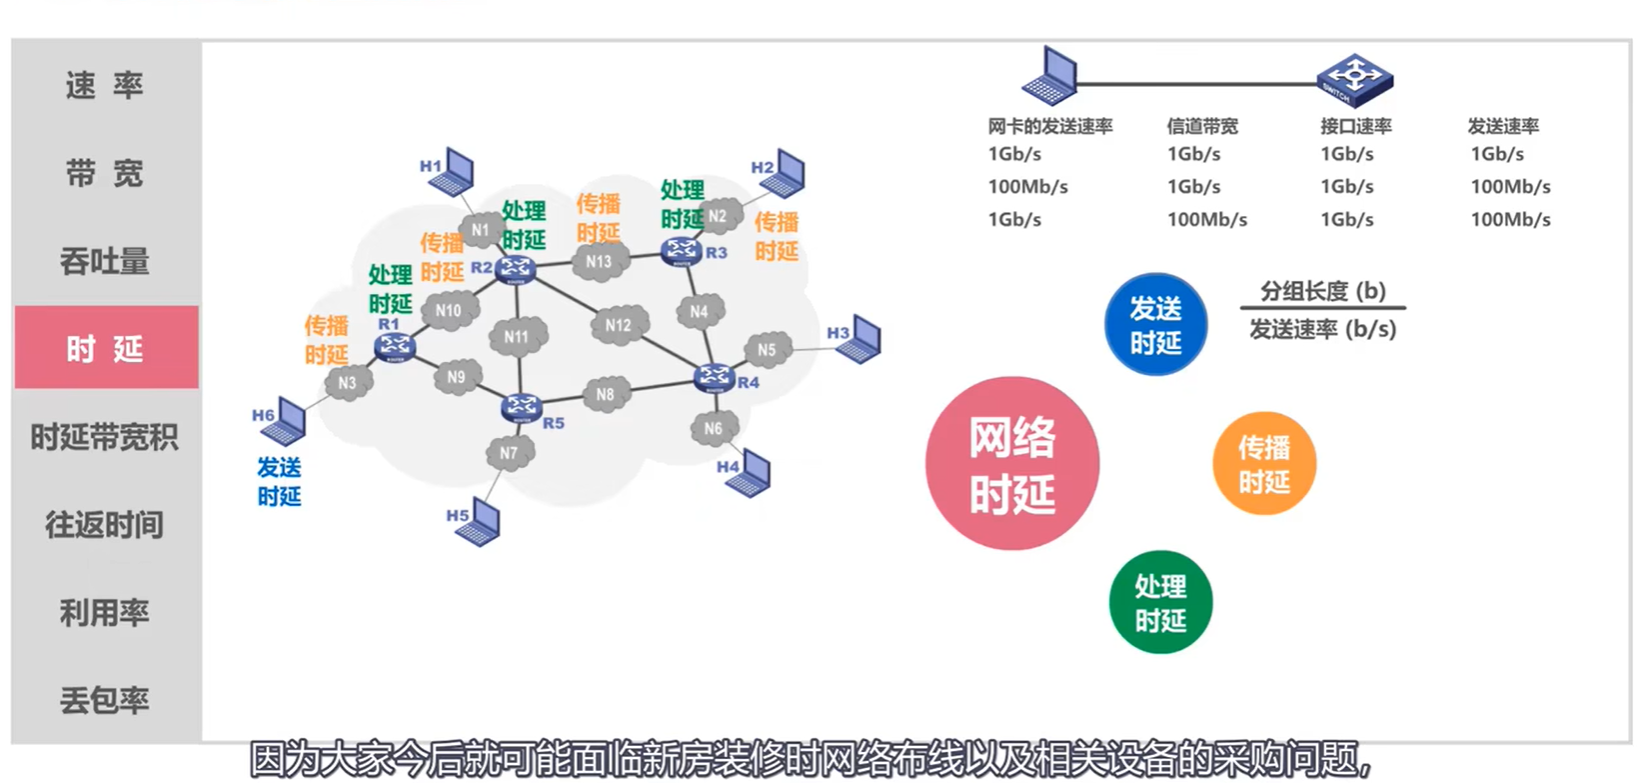 速 率
带 宽
吞吐量
时 延
时延带宽积
往返时间
利用率
丢包率
H1
H2
处理
时延
传播
时延
处理
时延
N1
N2
传播
时延
传播
时延
R2
N13
R3
处理
时延
N10
R1
传播
时延
N11
N12
N4
H3
N5
N3
N9
R4
H6
N8
R5
N6
发送
时延
N7
H4
H5
SWITCH
网卡的发送速率 信道带宽 接口速率 发送速率
1Gb/s 1Gb/s 1Gb/s 1Gb/s
100Mb/s 1Gb/s 1Gb/s 100Mb/s
1Gb/s 100Mb/s 1Gb/s 100Mb/s
发送
时延
分组长度 (b)
发送速率 (b/s)
网络
时延
传播
时延
处理
时延
因为大家今后就可能面临新房装修时网络布线以及相关设备的采购问题,